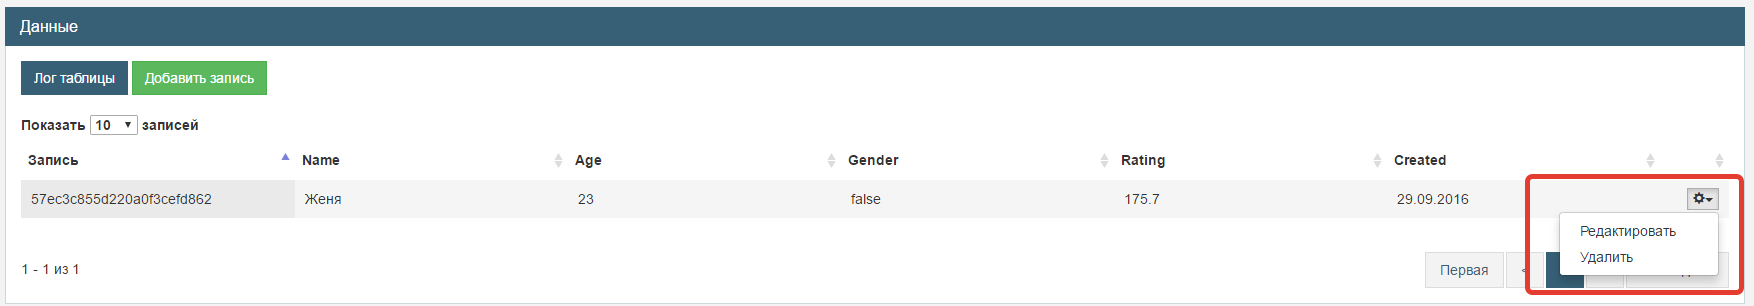 Данные
Лог таблицы Добавить запись
Показать 10 записей
Запись Name Age Gender Rating Created
57ec3c855d220a0f3cefd862 Женя 23 false 175.7 29.09.2016
Редактировать
Удалить
1 - 1 из 1 Первая